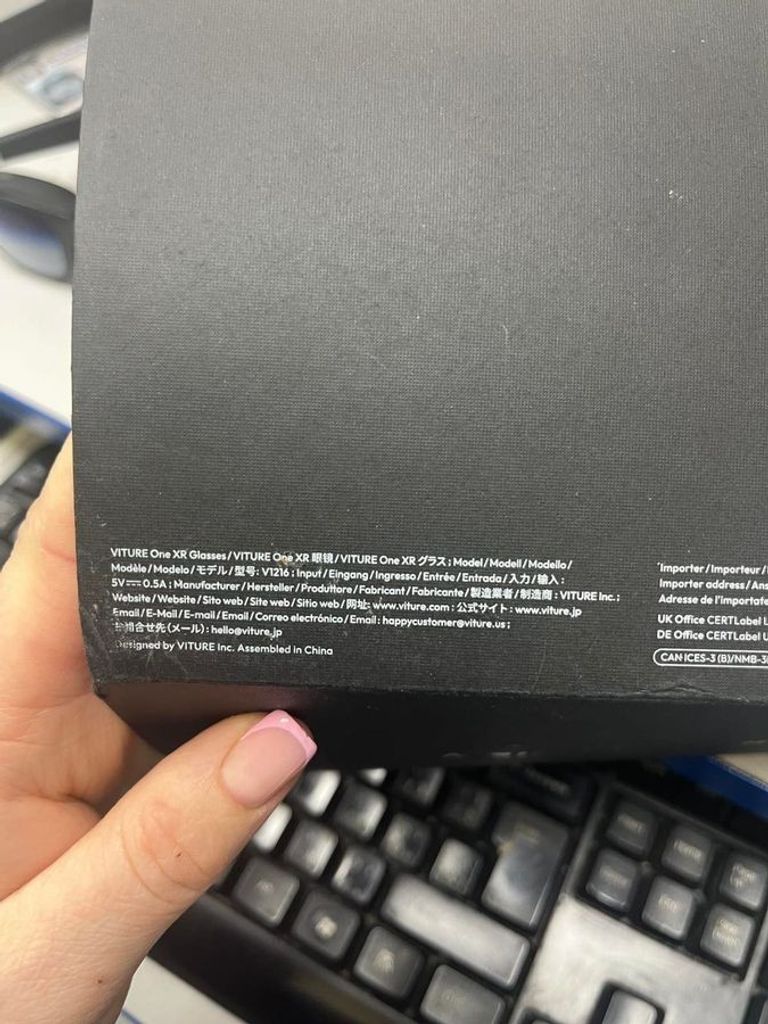 VITURE One XR Glasses / VITURE One XR 眼镜 / VITURE One XR グラス ; Model / Modell / Modello /
Modèle / Modelo / モデル / 型号: V1216 ; Input / Eingang / Ingresso / Entrée / Entrada / 入力 / 输入 :
5V⎓0.5A ; Manufacturer / Hersteller / Produttore / Fabricant / Fabricante / 製造業者 / 制造商 : VITURE Inc. ;
Website / Website / Sito web / Site web / Sitio web / 网址: www.viture.com : 公式サイト : www.viture.jp
Email / E-Mail / E-mail / Email / Correo electrónico / Email : happycustomer@viture.us ;
合せ先 (メール) : hello@viture.jp
Designed by VITURE Inc. Assembled in China
Importer / Importeur /
Importer address /
Adresse de
UK Office CERTLabel
DE Office CERTLabel
CAN ICES-3 (B)/NMB-3